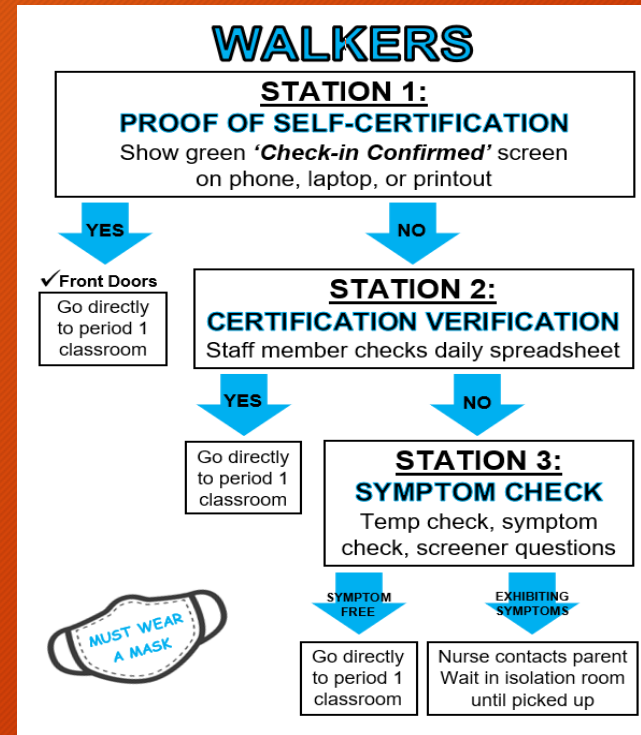 WALKERS
STATION 1:
PROOF OF SELF-CERTIFICATION
Show green 'Check-in Confirmed' screen
on phone, laptop, or printout
YES
NO
✓Front Doors
Go directly
to period 1
classroom
STATION 2:
CERTIFICATION VERIFICATION
Staff member checks daily spreadsheet
YES
NO
Go directly
to period 1
classroom
STATION 3:
SYMPTOM CHECK
Temp check, symptom
check, screener questions
SYMPTOM
FREE
EXHIBITING
SYMPTOMS
MUST WEAR
A MASK
Go directly
to period 1
classroom
Nurse contacts parent
Wait in isolation room
until picked up